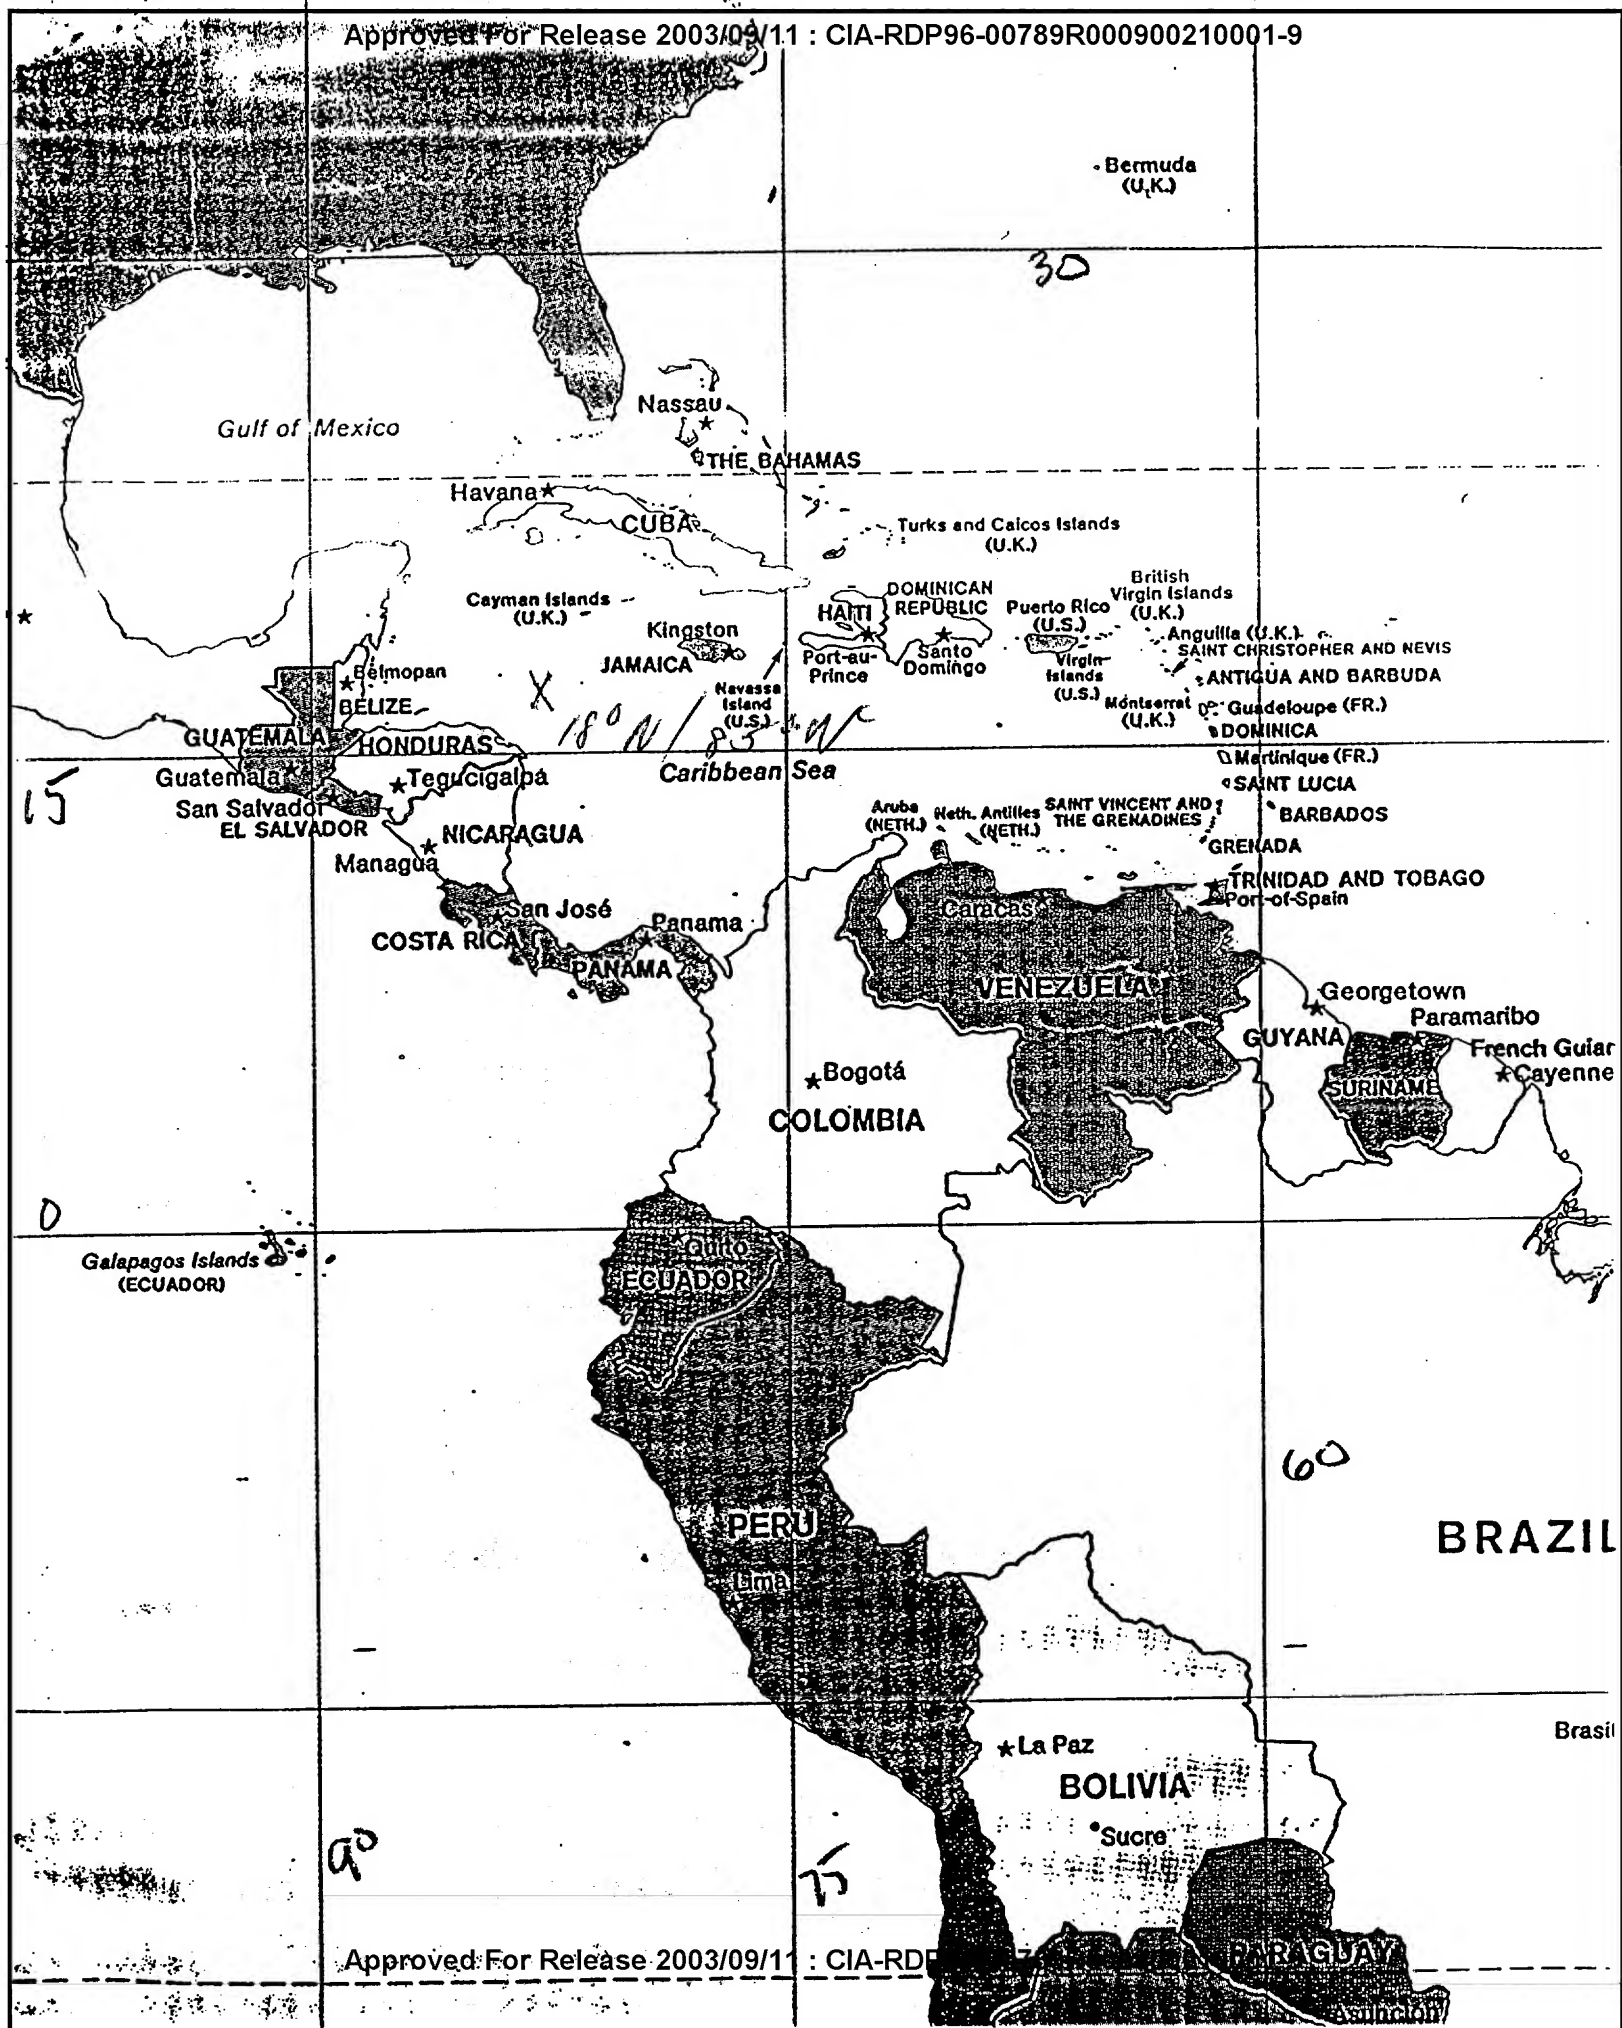 Approved For Release 2003/09/11 : CIA-RDP96-00789R000900210001-9
Bermuda
(U.K.)
30
Nassau
Gulf of Mexico
THE BAHAMAS
Havana
CUBA
Turks and Caicos Islands
(U.K.)
Cayman Islands
(U.K.)
Kingston
JAMAICA
HAITI
Port-au-
Prince
DOMINICAN
REPUBLIC
Santo
Domingo
Puerto Rico
(U.S.)
British
Virgin Islands
(U.K.)
Virgin
Islands
(U.S.)
Anguilla (U.K.)
SAINT CHRISTOPHER AND NEVIS
ANTIGUA AND BARBUDA
Montserrat
(U.K.)
Guadeloupe (FR.)
DOMINICA
Martinique (FR.)
SAINT LUCIA
BARBADOS
SAINT VINCENT AND
THE GRENADINES
GRENADA
TRINIDAD AND TOBAGO
Port-of-Spain
Navassa
Island
(U.S.)
X
18° N / 83° W
Caribbean Sea
Belmopan
BELIZE
GUATEMALA
Guatemala
HONDURAS
Tegucigalpa
15
San Salvador
EL SALVADOR
NICARAGUA
Managua
Aruba
(NETH.)
Neth. Antilles
(NETH.)
San José
COSTA RICA
Panama
PANAMA
Caracas
VENEZUELA
Georgetown
GUYANA
Paramaribo
SURINAME
French Guian
Cayenne
Bogotá
COLOMBIA
0
Galapagos Islands
(ECUADOR)
Quito
ECUADOR
60
PERU
Lima
BRAZIL
Brasil
La Paz
BOLIVIA
Sucre
90
75
PARAGUAY
Asunción
Approved For Release 2003/09/11 : CIA-RD